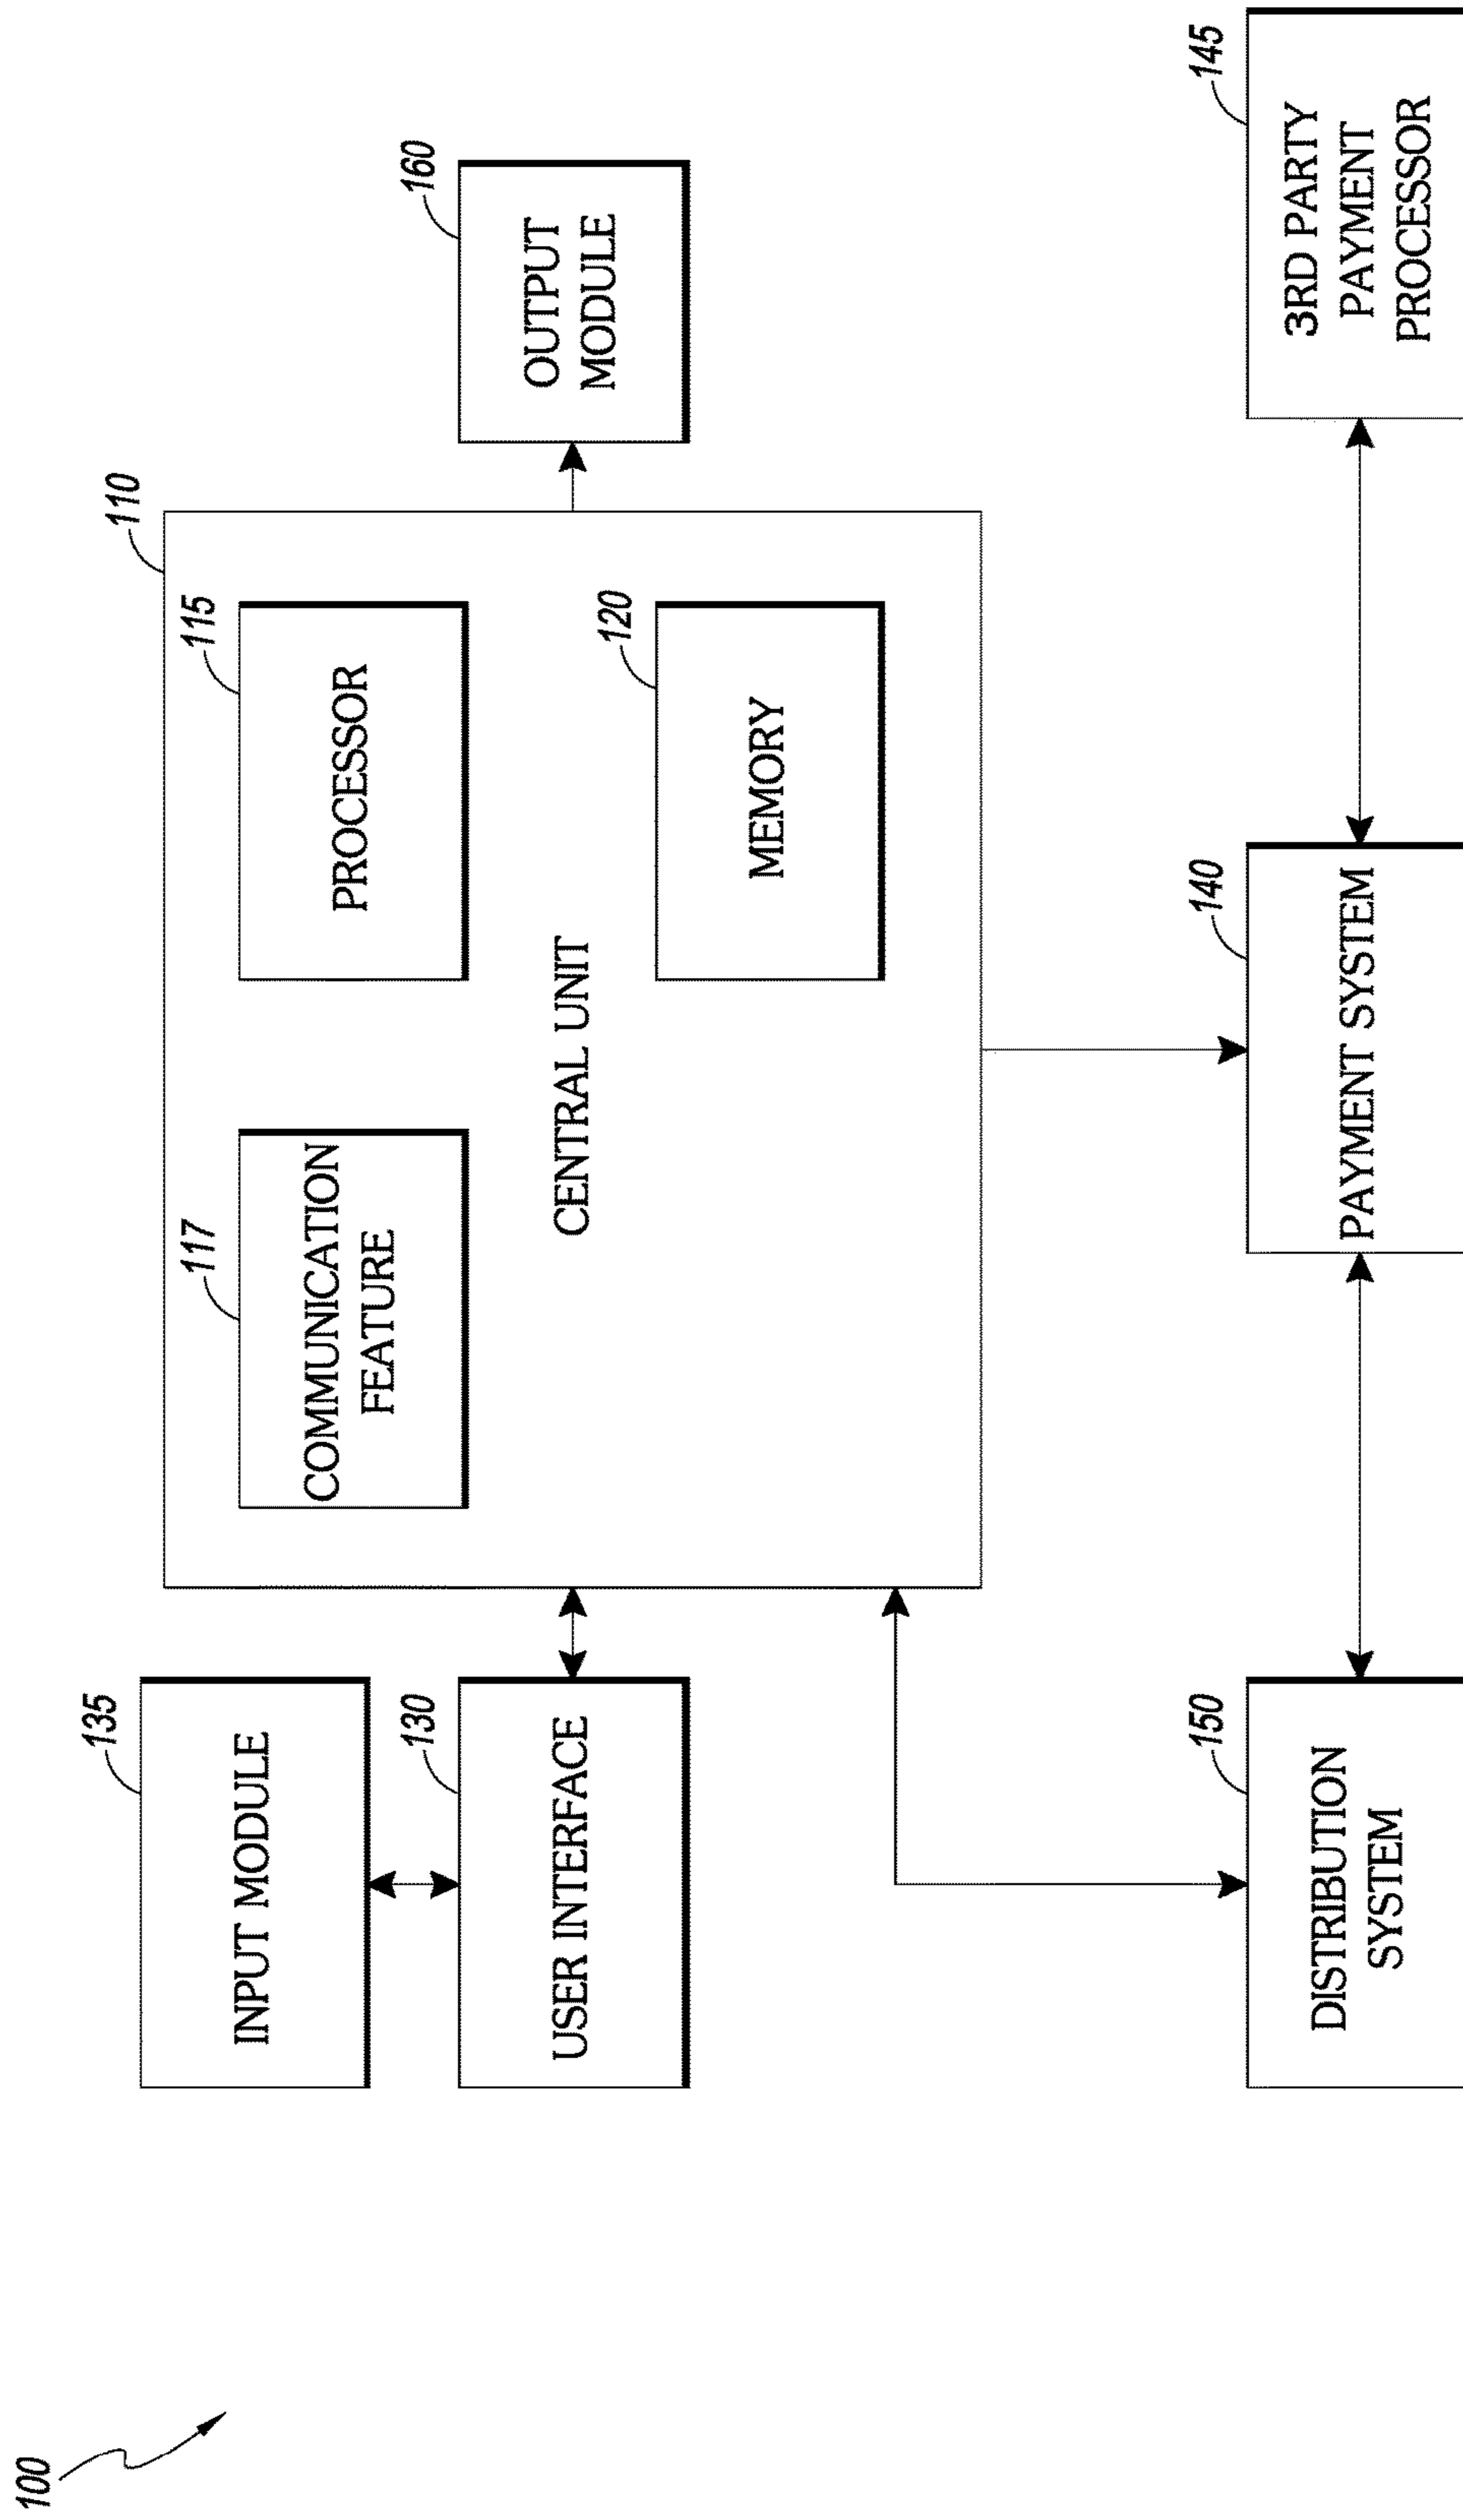 100
135
INPUT MODULE
130
USER INTERFACE
110
117
COMMUNICATION
FEATURE
115
PROCESSOR
CENTRAL UNIT
120
MEMORY
160
OUTPUT
MODULE
150
DISTRIBUTION
SYSTEM
140
PAYMENT SYSTEM
145
3RD PARTY
PAYMENT
PROCESSOR